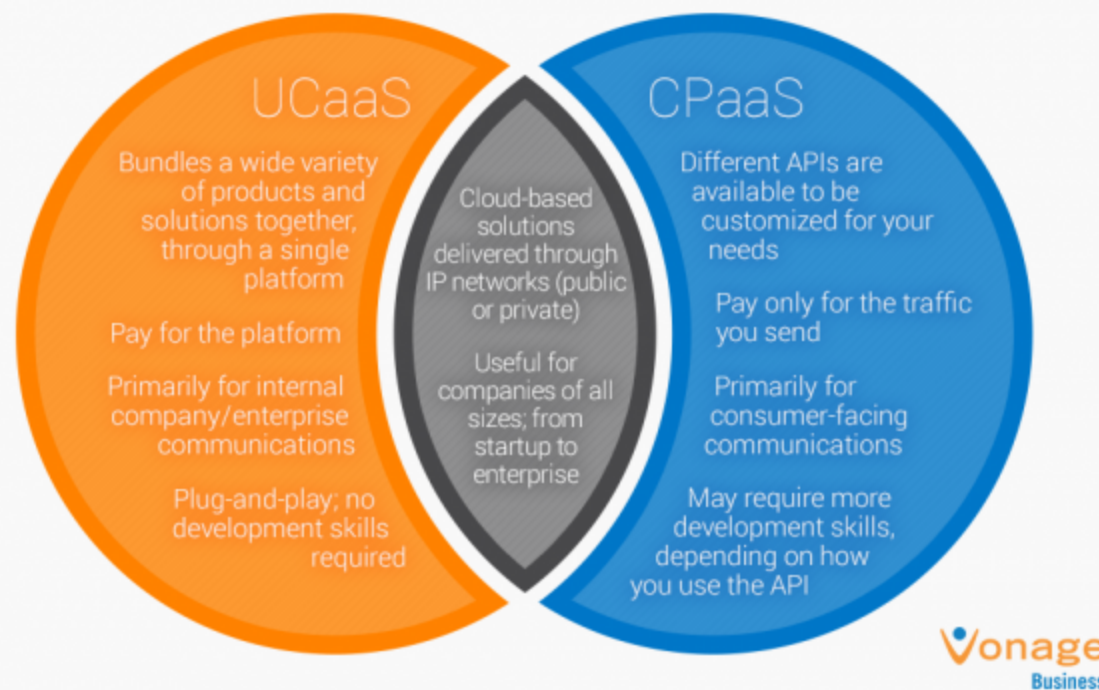 UCaaS
Bundles a wide variety
of products and
solutions together,
through a single
platform
Pay for the platform
Primarily for internal
company/enterprise
communications
Plug-and-play; no
development skills
required
Cloud-based
solutions
delivered through
IP networks (public
or private)
Useful for
companies of all
sizes; from
startup to
enterprise
CPaaS
Different APIs are
available to be
customized for your
needs
Pay only for the traffic
you send
Primarily for
consumer-facing
communications
May require more
development skills,
depending on how
you use the API
Vonage
Business